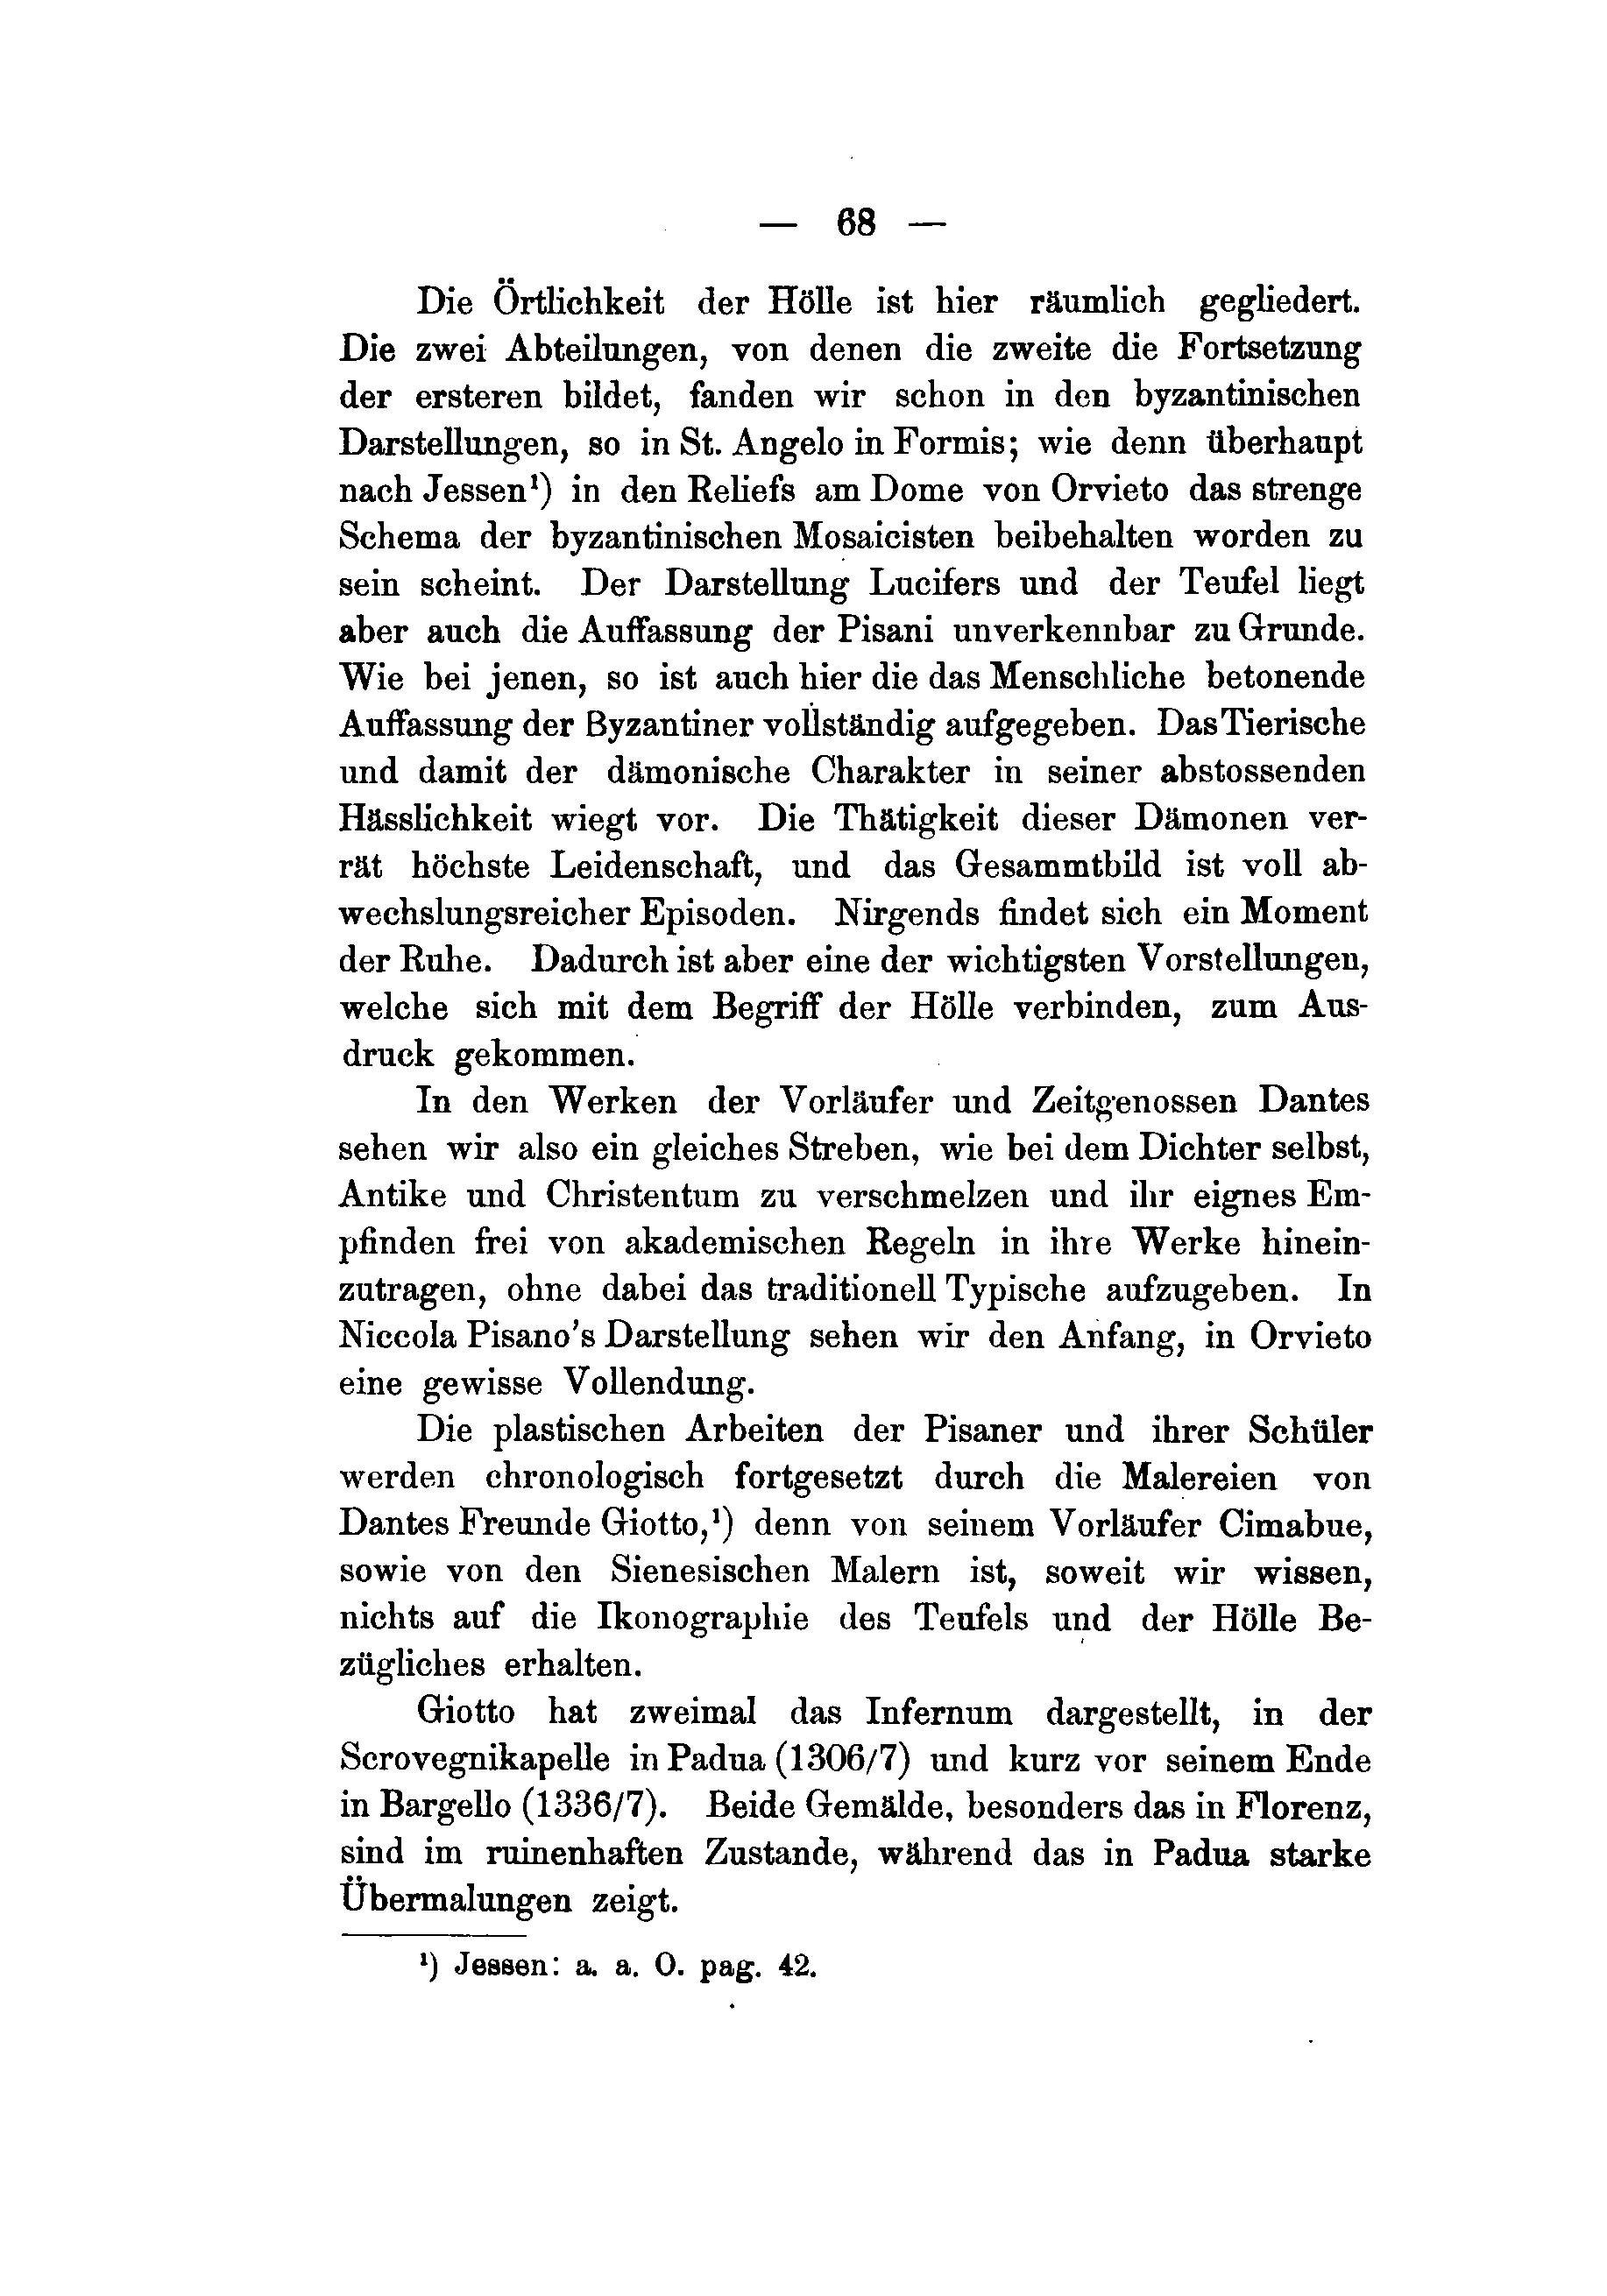 — 68 —
Die Örtlichkeit der Hölle ist hier räumlich gegliedert.
Die zwei Abteilungen, von denen die zweite die Fortsetzung
der ersteren bildet, fanden wir schon in den byzantinischen
Darstellungen, so in St. Angelo in Formis; wie denn überhaupt
nach Jessen¹) in den Reliefs am Dome von Orvieto das strenge
Schema der byzantinischen Mosaicisten beibehalten worden zu
sein scheint. Der Darstellung Lucifers und der Teufel liegt
aber auch die Auffassung der Pisani unverkennbar zu Grunde.
Wie bei jenen, so ist auch hier die das Menschliche betonende
Auffassung der Byzantiner vollständig aufgegeben. Das Tierische
und damit der dämonische Charakter in seiner abstossenden
Hässlichkeit wiegt vor. Die Thätigkeit dieser Dämonen ver-
rät höchste Leidenschaft, und das Gesammtbild ist voll ab-
wechslungsreicher Episoden. Nirgends findet sich ein Moment
der Ruhe. Dadurch ist aber eine der wichtigsten Vorstellungen,
welche sich mit dem Begriff der Hölle verbinden, zum Aus-
druck gekommen.
In den Werken der Vorläufer und Zeitgenossen Dantes
sehen wir also ein gleiches Streben, wie bei dem Dichter selbst,
Antike und Christentum zu verschmelzen und ihr eignes Em-
pfinden frei von akademischen Regeln in ihre Werke hinein-
zutragen, ohne dabei das traditionell Typische aufzugeben. In
Niccola Pisano's Darstellung sehen wir den Anfang, in Orvieto
eine gewisse Vollendung.
Die plastischen Arbeiten der Pisaner und ihrer Schüler
werden chronologisch fortgesetzt durch die Malereien von
Dantes Freunde Giotto,¹) denn von seinem Vorläufer Cimabue,
sowie von den Sienesischen Malern ist, soweit wir wissen,
nichts auf die Ikonographie des Teufels und der Hölle Be-
zügliches erhalten.
Giotto hat zweimal das Infernum dargestellt, in der
Scrovegnikapelle in Padua (1306/7) und kurz vor seinem Ende
in Bargello (1336/7). Beide Gemälde, besonders das in Florenz,
sind im ruinenhaften Zustande, während das in Padua starke
Übermalungen zeigt.
¹) Jessen: a. a. O. pag. 42.